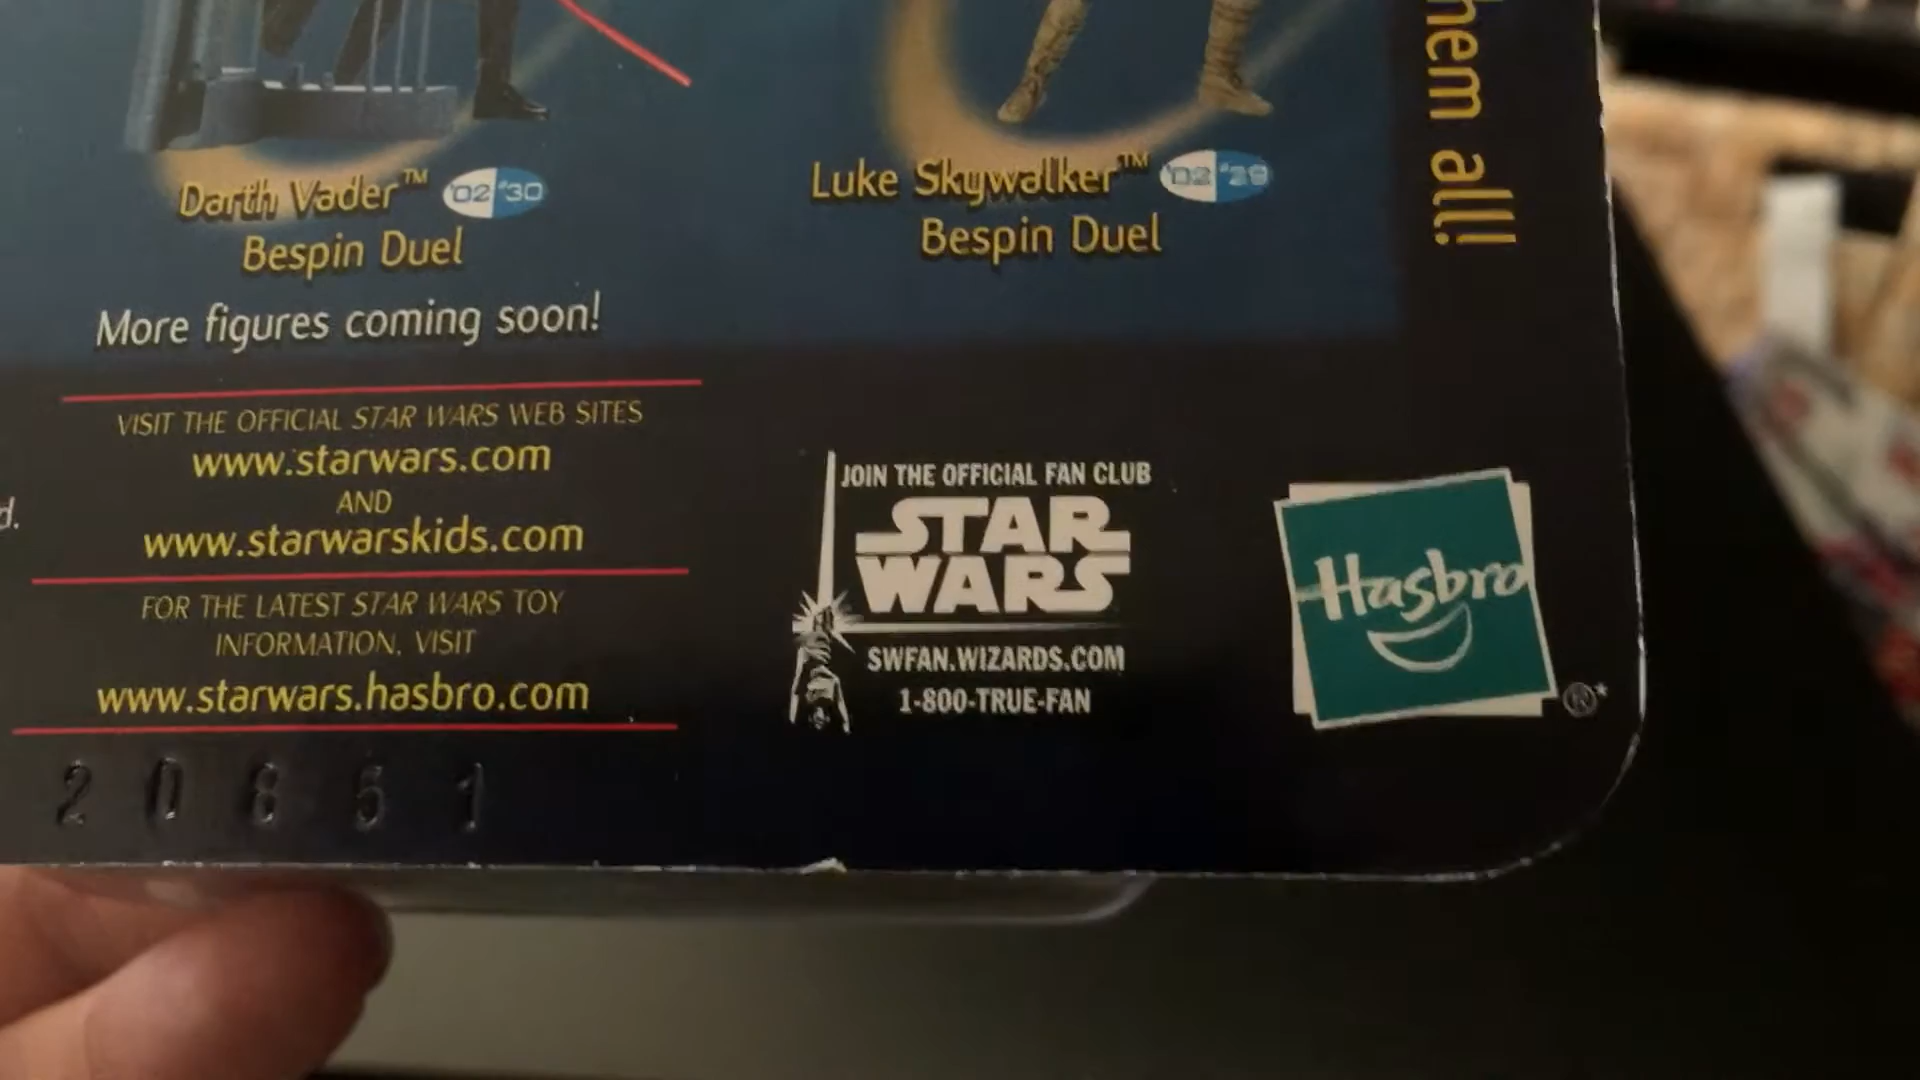 Darth Vader™ '02 #30
Bespin Duel
Luke Skywalker™ '02 #29
Bespin Duel
hem all!
More figures coming soon!
VISIT THE OFFICIAL STAR WARS WEB SITES
www.starwars.com
AND
www.starwarskids.com
d.
FOR THE LATEST STAR WARS TOY
INFORMATION, VISIT
www.starwars.hasbro.com
JOIN THE OFFICIAL FAN CLUB
STAR
WARS
SWFAN.WIZARDS.COM
1-800-TRUE-FAN
Hasbro
®*
2 0 8 5 1